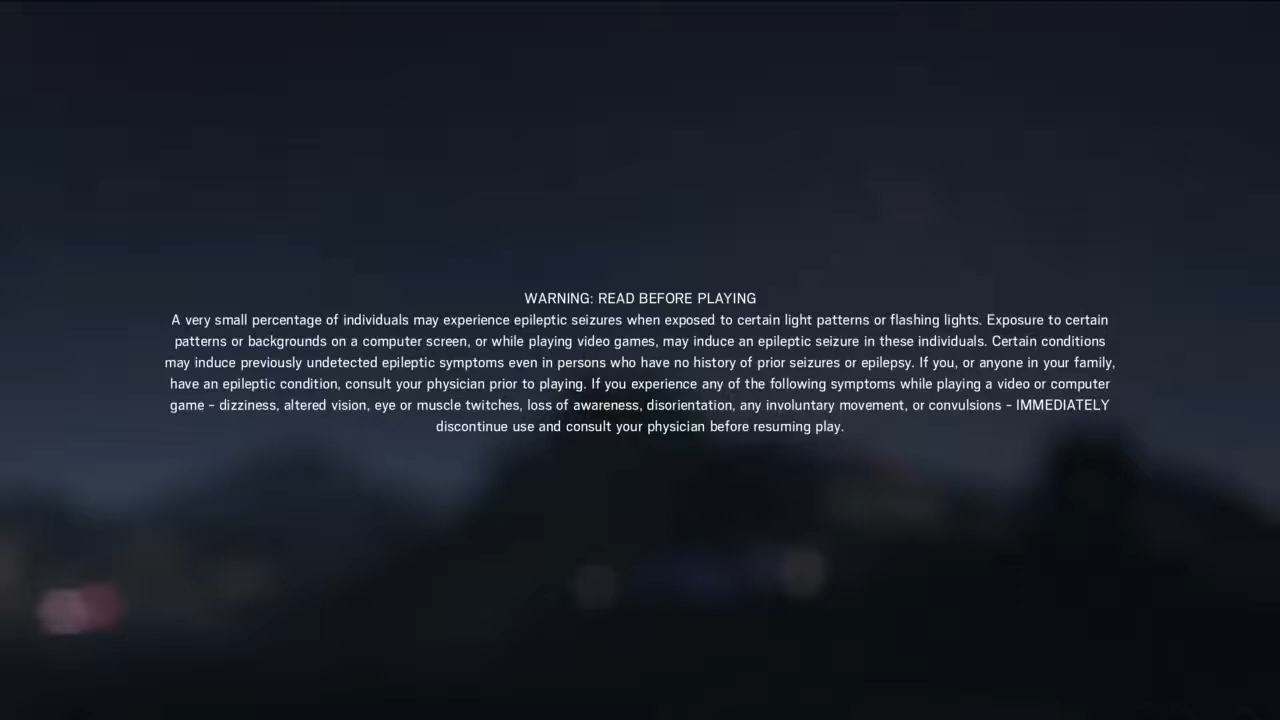 WARNING: READ BEFORE PLAYING
A very small percentage of individuals may experience epileptic seizures when exposed to certain light patterns or flashing lights. Exposure to certain
patterns or backgrounds on a computer screen, or while playing video games, may induce an epileptic seizure in these individuals. Certain conditions
may induce previously undetected epileptic symptoms even in persons who have no history of prior seizures or epilepsy. If you, or anyone in your family,
have an epileptic condition, consult your physician prior to playing. If you experience any of the following symptoms while playing a video or computer
game – dizziness, altered vision, eye or muscle twitches, loss of awareness, disorientation, any involuntary movement, or convulsions – IMMEDIATELY
discontinue use and consult your physician before resuming play.